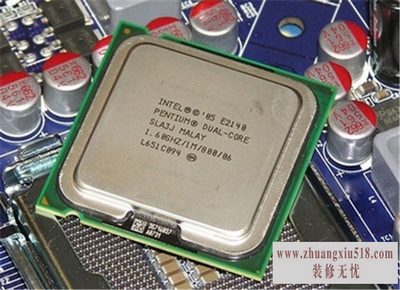 INTEL Ⓜ©'05 E2140
PENTIUM® DUAL-CORE
SLA3J MALAY
1.60GHZ/1M/800/06
L651C094
www.zhuangxiu518.com
装修无忧